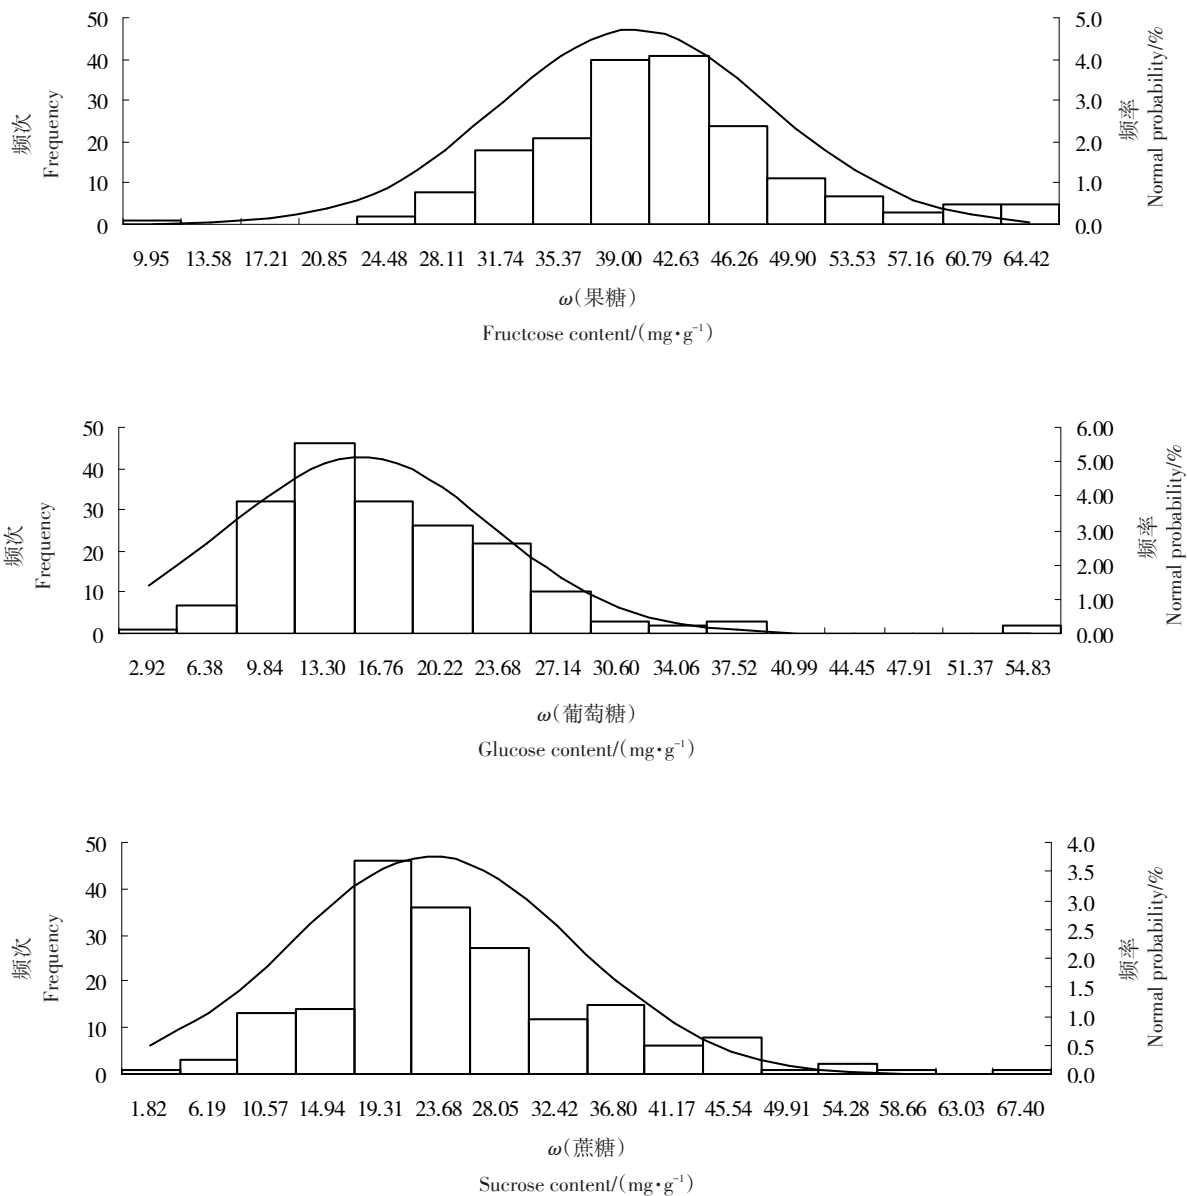 50 5.0
40 4.0
30 3.0
20 2.0
10 1.0
0 0.0
频次
Frequency
频率
Normal probability/%
9.95 13.58 17.21 20.85 24.48 28.11 31.74 35.37 39.00 42.63 46.26 49.90 53.53 57.16 60.79 64.42
ω(果糖)
Fructcose content/(mg·g⁻¹)
50 6.00
40 5.00
30 4.00
20 3.00
10 2.00
0 1.00
0.00
频次
Frequency
频率
Normal probability/%
2.92 6.38 9.84 13.30 16.76 20.22 23.68 27.14 30.60 34.06 37.52 40.99 44.45 47.91 51.37 54.83
ω(葡萄糖)
Glucose content/(mg·g⁻¹)
50 4.0
40 3.5
30 3.0
20 2.5
10 2.0
0 1.5
1.0
0.5
0.0
频次
Frequency
频率
Normal probability/%
1.82 6.19 10.57 14.94 19.31 23.68 28.05 32.42 36.80 41.17 45.54 49.91 54.28 58.66 63.03 67.40
ω(蔗糖)
Sucrose content/(mg·g⁻¹)